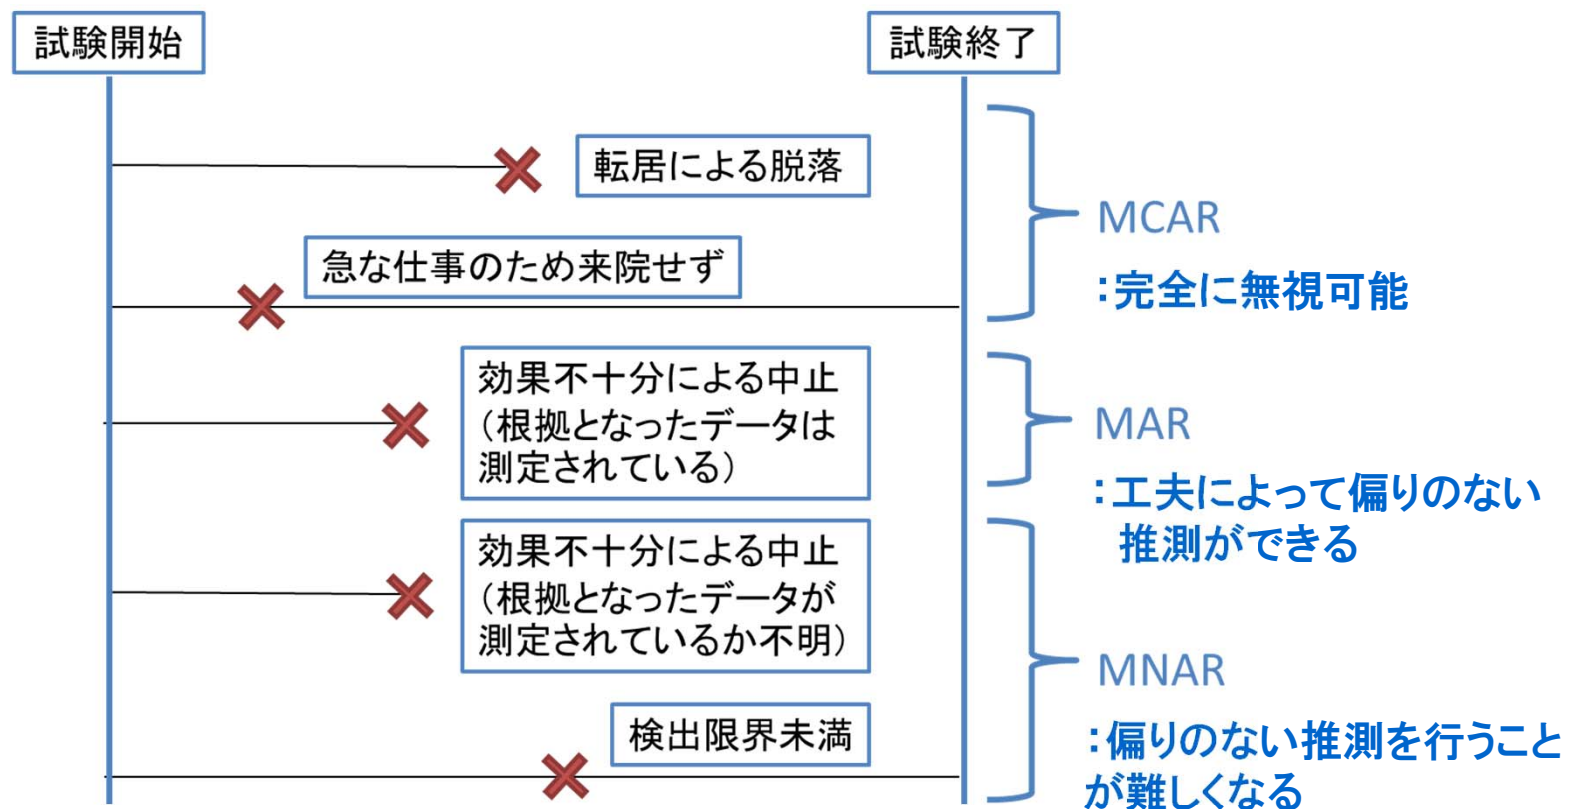 試験開始
試験終了
転居による脱落
急な仕事のため来院せず
MCAR
:完全に無視可能
効果不十分による中止
(根拠となったデータは
測定されている)
MAR
:工夫によって偏りのない
推測ができる
効果不十分による中止
(根拠となったデータが
測定されているか不明)
MNAR
:偏りのない推測を行うこと
が難しくなる
検出限界未満